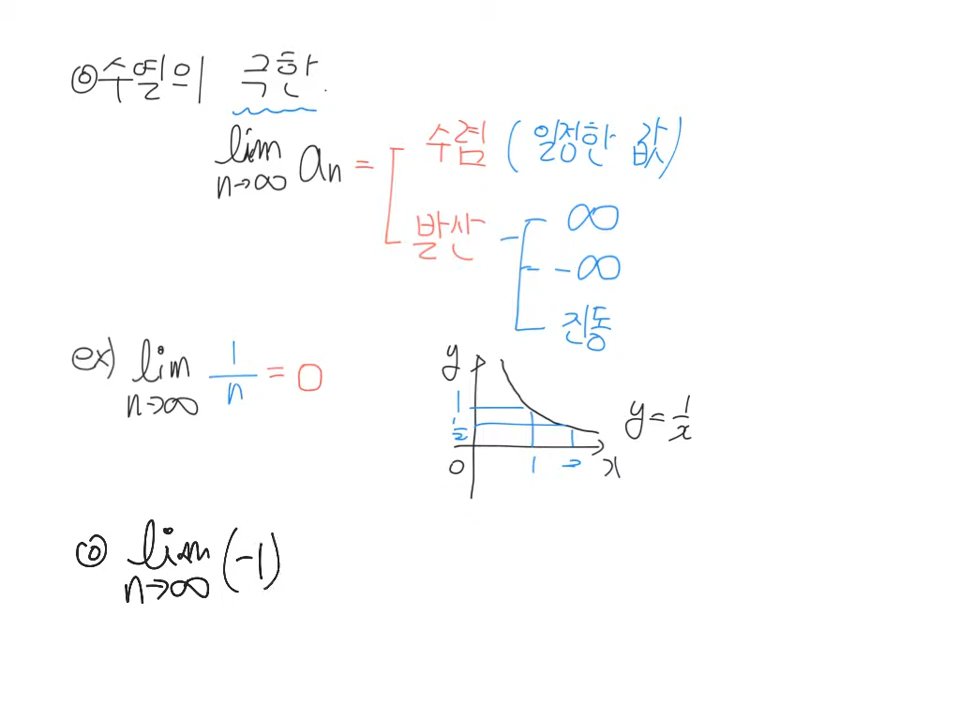 ◎수열의 극한
lim n→∞ an = 수렴 (일정한 값)
발산 ∞
-∞
진동
ex) lim n→∞ 1/n = 0
y
1
1/2
0 1 2 x
y = 1/x
◎ lim n→∞ (-1)